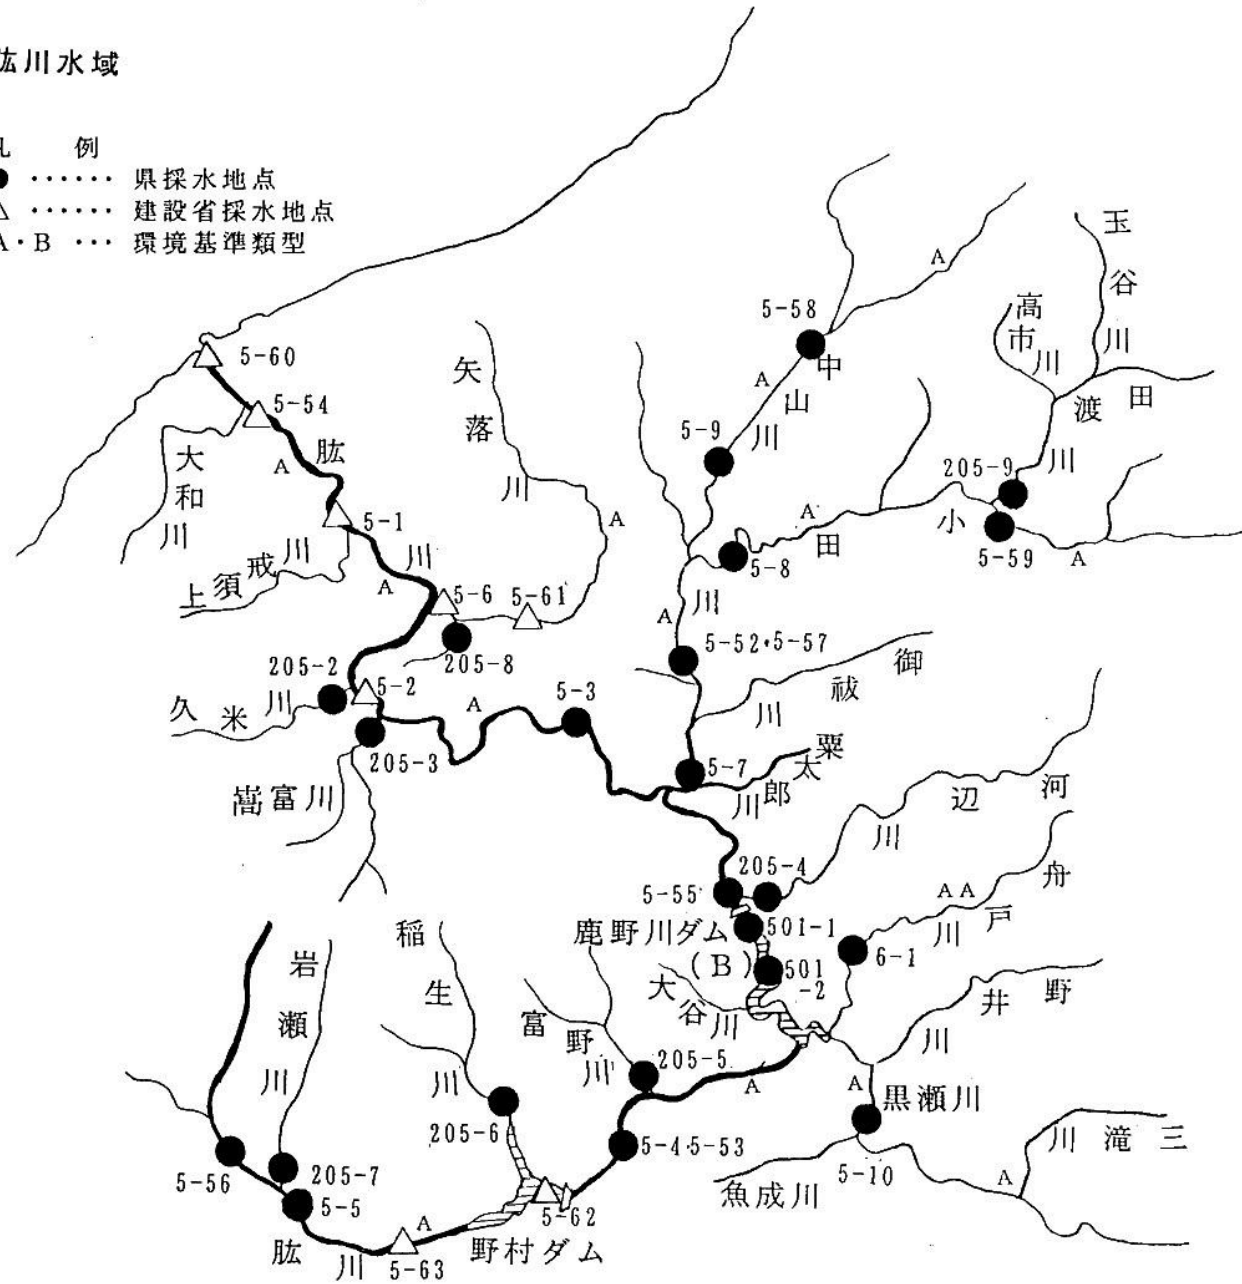 肱川水域
凡 例
● …… 県採水地点
△ …… 建設省採水地点
A・B … 環境基準類型
玉谷川
A
高市川
5-58
中山川
A
5-60
矢落川
5-54
渡田川
肱川
A
大和川
5-9
205-9
小田川
A
5-1
A
5-59
A
上須戒川
A
5-8
5-6
5-61
A
5-52・5-57
205-8
御祓川
205-2
久米川
5-2
A
5-3
205-3
5-7
粟太郎川
嵩富川
河辺川
205-4
5-55
舟戸川
AA
鹿野川ダム
(B)
501-1
501
-2
6-1
稲生川
岩瀬川
大谷川
富野川
野井川
205-5
A
A
黒瀬川
205-6
5-4・5-53
三滝川
5-56
205-7
5-10
A
魚成川
5-5
5-62
A
肱川
野村ダム
5-63